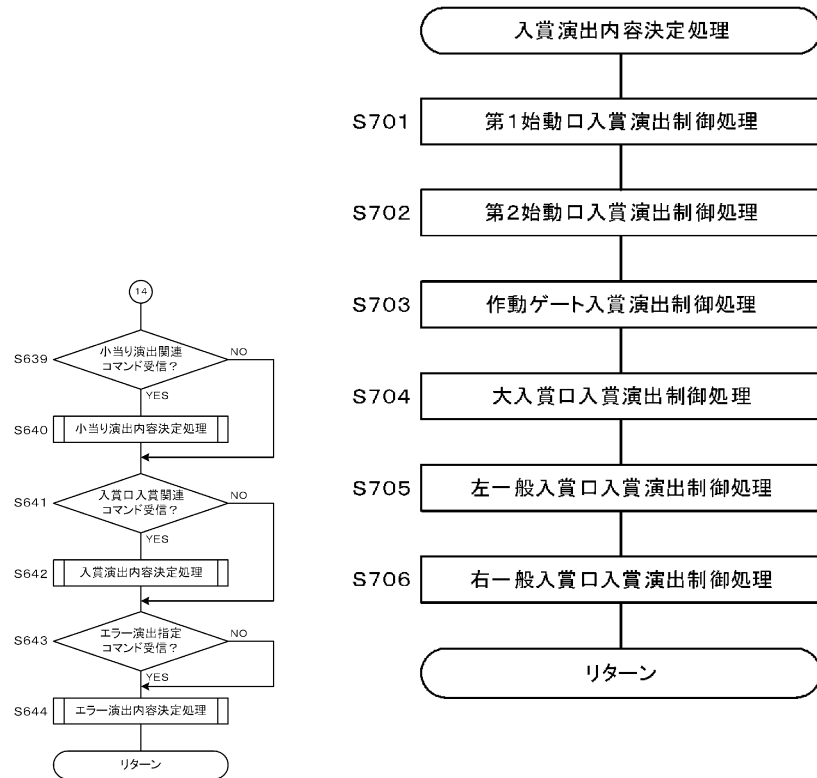 14
S639
小当り演出関連
コマンド受信？
NO
YES
S640
小当り演出内容決定処理
S641
入賞口入賞関連
コマンド受信？
NO
YES
S642
入賞演出内容決定処理
S643
エラー演出指定
コマンド受信？
NO
YES
S644
エラー演出内容決定処理
リターン
入賞演出内容決定処理
S701
第1始動口入賞演出制御処理
S702
第2始動口入賞演出制御処理
S703
作動ゲート入賞演出制御処理
S704
大入賞口入賞演出制御処理
S705
左一般入賞口入賞演出制御処理
S706
右一般入賞口入賞演出制御処理
リターン